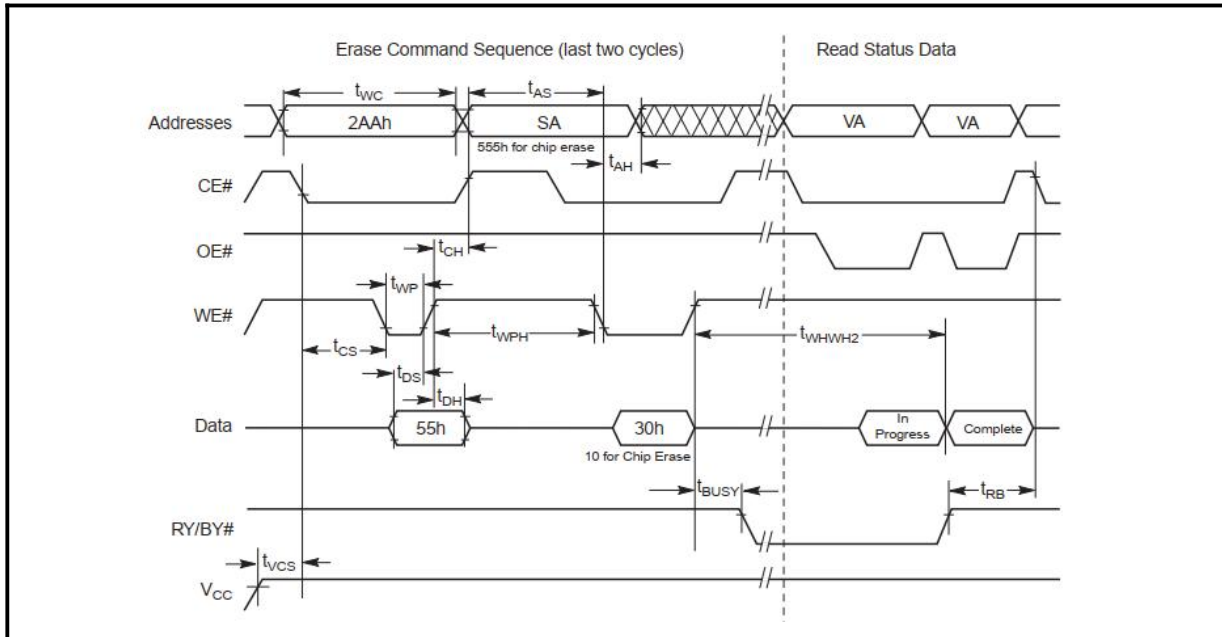 Erase Command Sequence (last two cycles) Read Status Data
tWC tAS
Addresses 2AAh SA VA VA
555h for chip erase
tAH
CE#
OE#
tCH
tWP
WE#
tWPH tWHWH2
tCS
tDS
tDH
Data 55h 30h In Progress Complete
10 for Chip Erase
tBUSY tRB
RY/BY#
tVCS
VCC